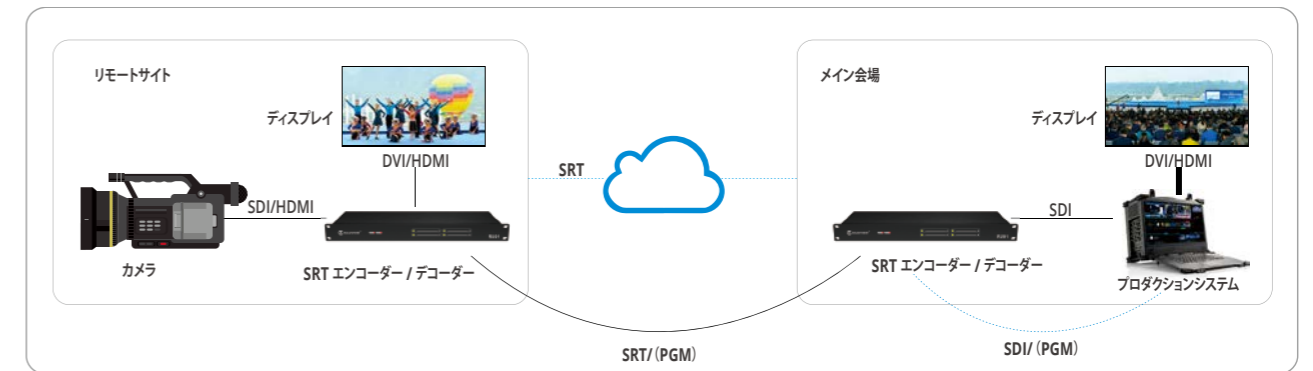 リモートサイト
ディスプレイ
DVI/HDMI
SDI/HDMI
カメラ
SRT エンコーダー / デコーダー
SRT
メイン会場
ディスプレイ
DVI/HDMI
SDI
SRT エンコーダー / デコーダー
プロダクションシステム
SRT/（PGM）
SDI/（PGM）